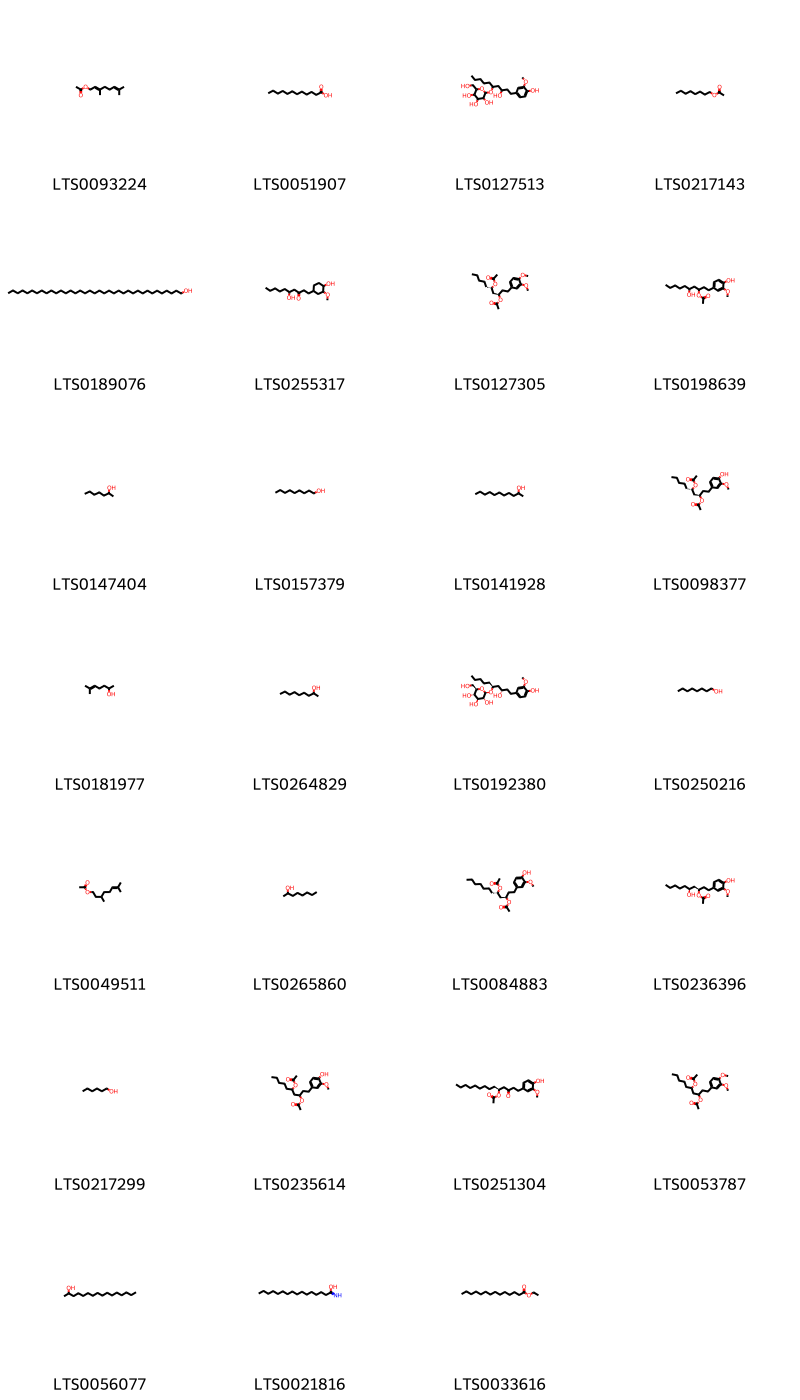 LTS0093224 LTS0051907 LTS0127513 LTS0217143
LTS0189076 LTS0255317 LTS0127305 LTS0198639
LTS0147404 LTS0157379 LTS0141928 LTS0098377
LTS0181977 LTS0264829 LTS0192380 LTS0250216
LTS0049511 LTS0265860 LTS0084883 LTS0236396
LTS0217299 LTS0235614 LTS0251304 LTS0053787
LTS0056077 LTS0021816 LTS0033616